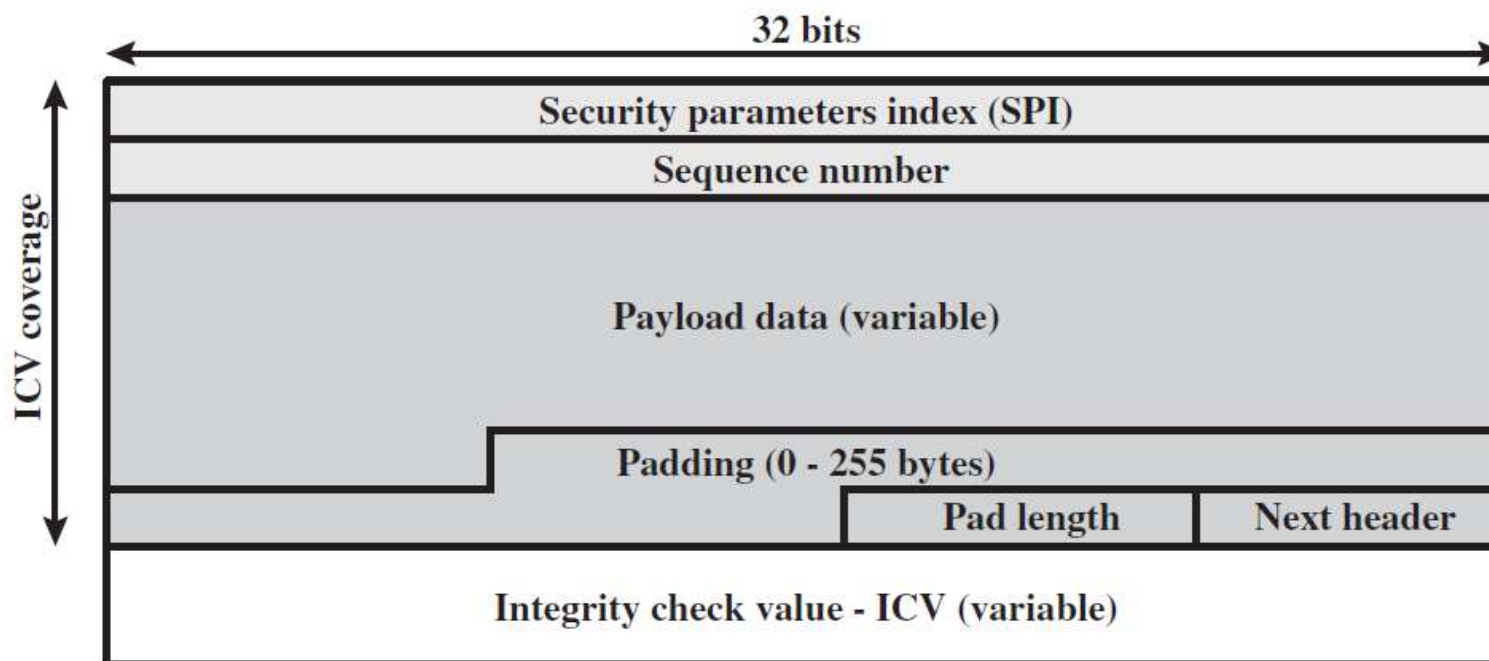 32 bits
Security parameters index (SPI)
Sequence number
ICV coverage
Payload data (variable)
Padding (0 - 255 bytes)
Pad length
Next header
Integrity check value - ICV (variable)